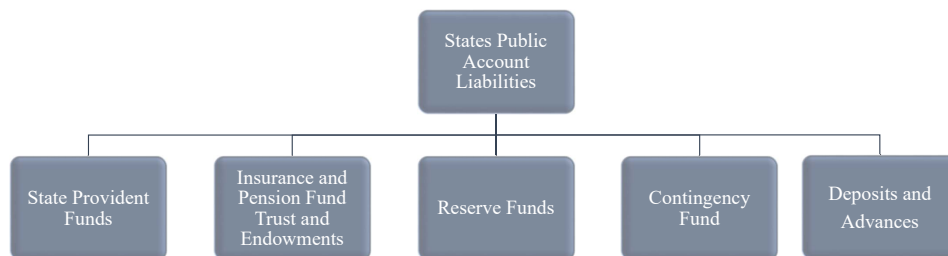 States Public
Account
Liabilities
State Provident
Funds
Insurance and
Pension Fund
Trust and
Endowments
Reserve Funds
Contingency
Fund
Deposits and
Advances